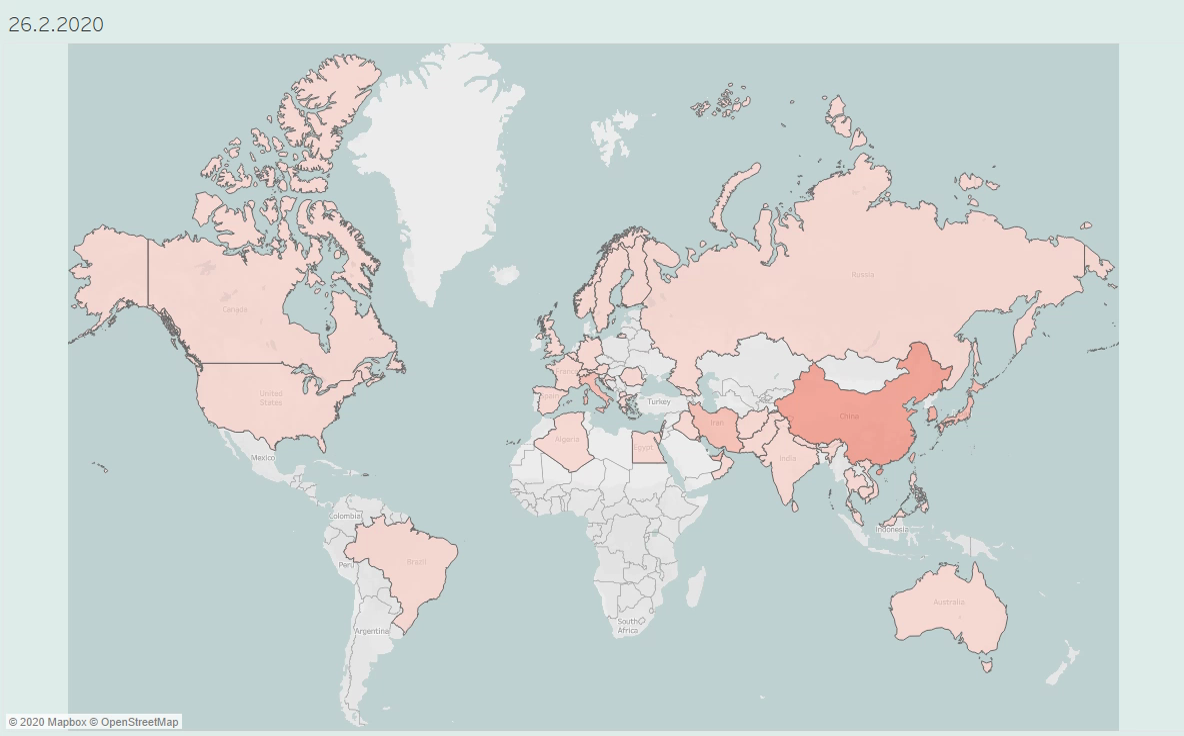 26.2.2020
Russia
Canada
United
States
France
Spain
Turkey
China
Iran
Algeria
Egypt
India
Mexico
Colombia
Indonesia
Brazil
Peru
Australia
Argentina
South
Africa
© 2020 Mapbox © OpenStreetMap